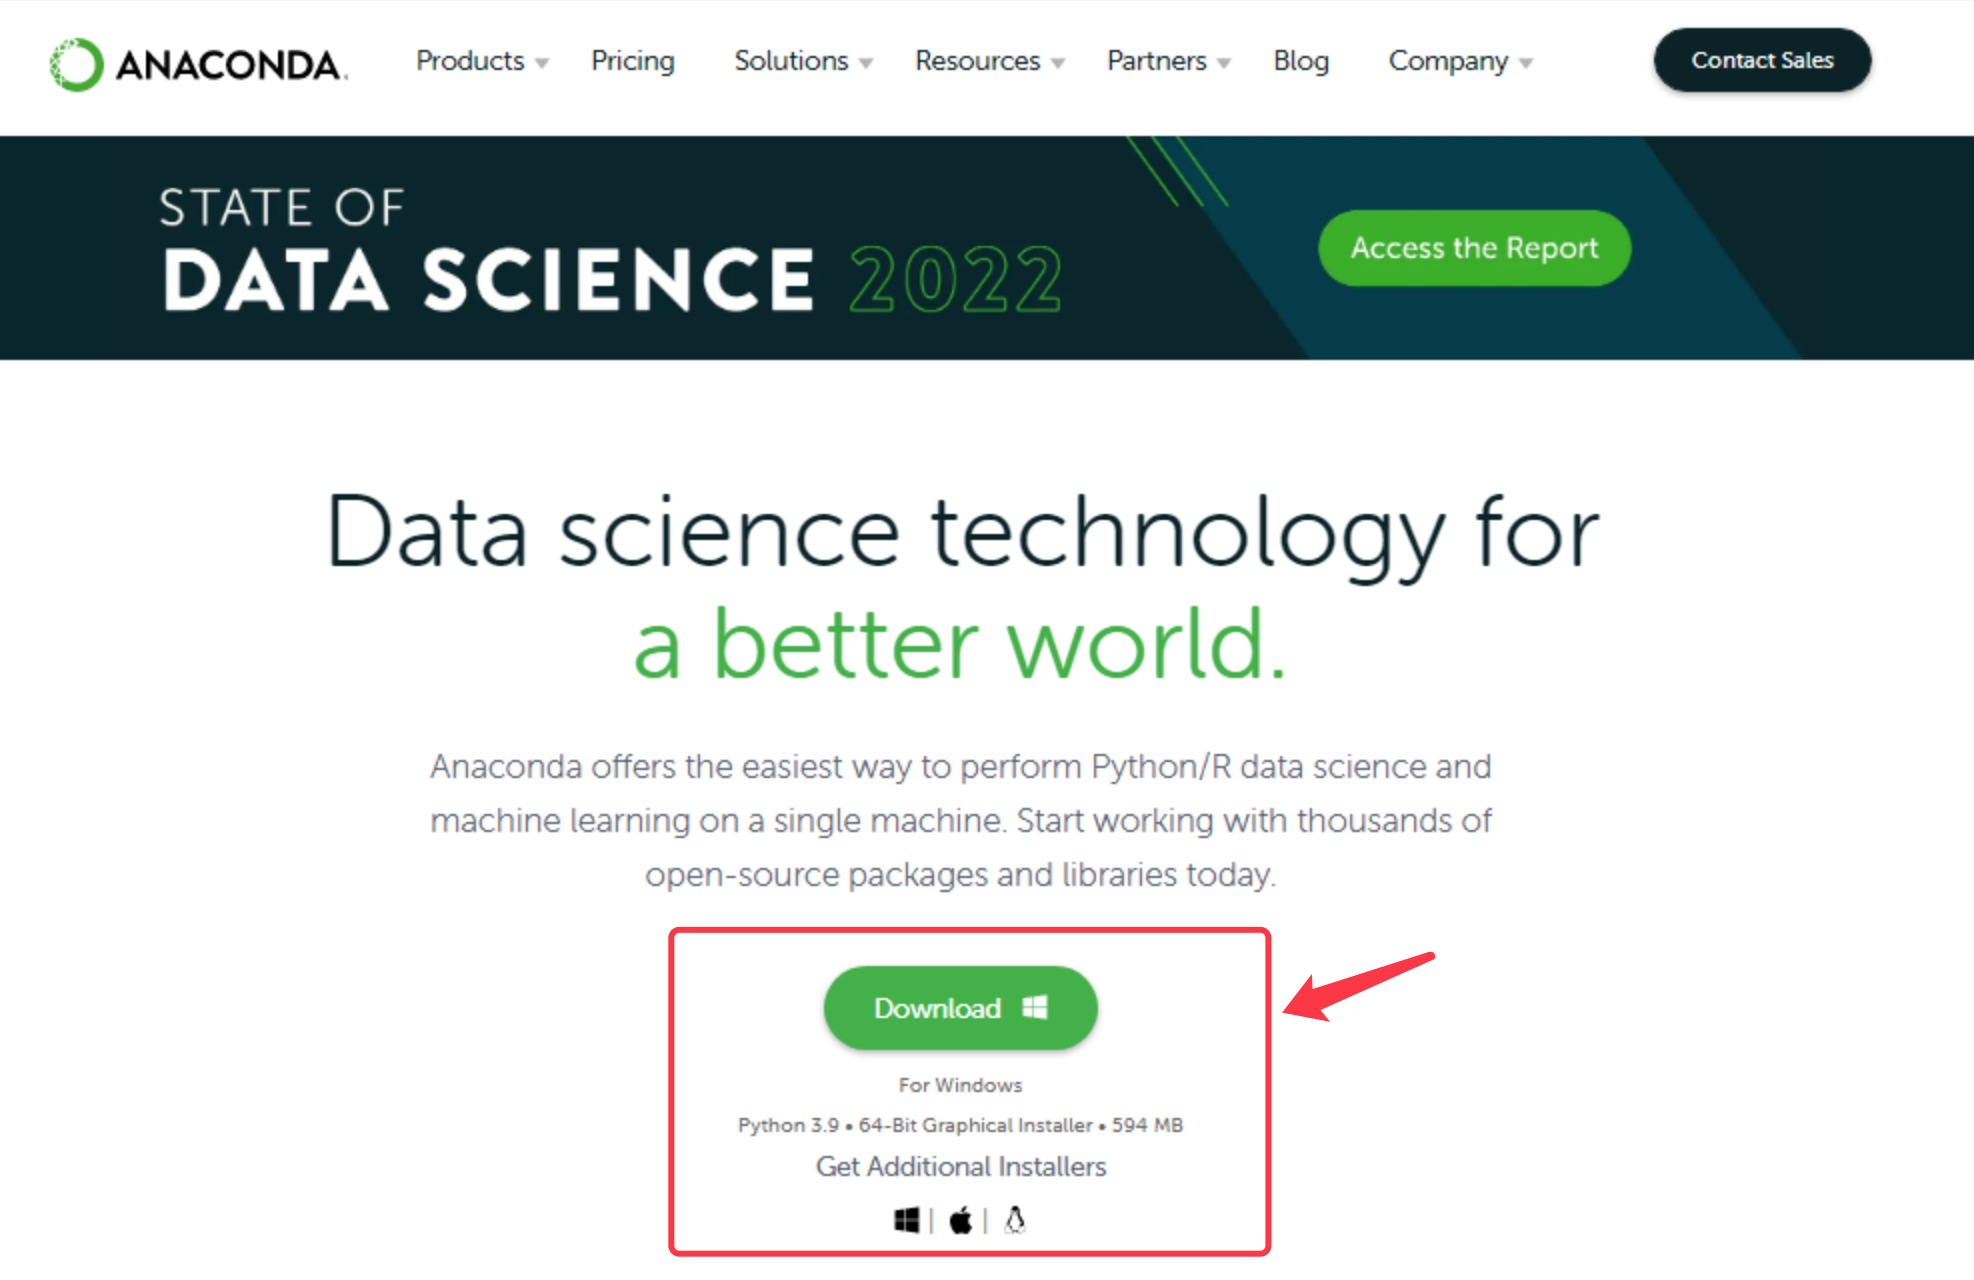 ANACONDA.
Products
Pricing
Solutions
Resources
Partners
Blog
Company
Contact Sales
STATE OF
DATA SCIENCE 2022
Access the Report
Data science technology for
a better world.
Anaconda offers the easiest way to perform Python/R data science and
machine learning on a single machine. Start working with thousands of
open-source packages and libraries today.
Download
For Windows
Python 3.9 • 64-Bit Graphical Installer • 594 MB
Get Additional Installers